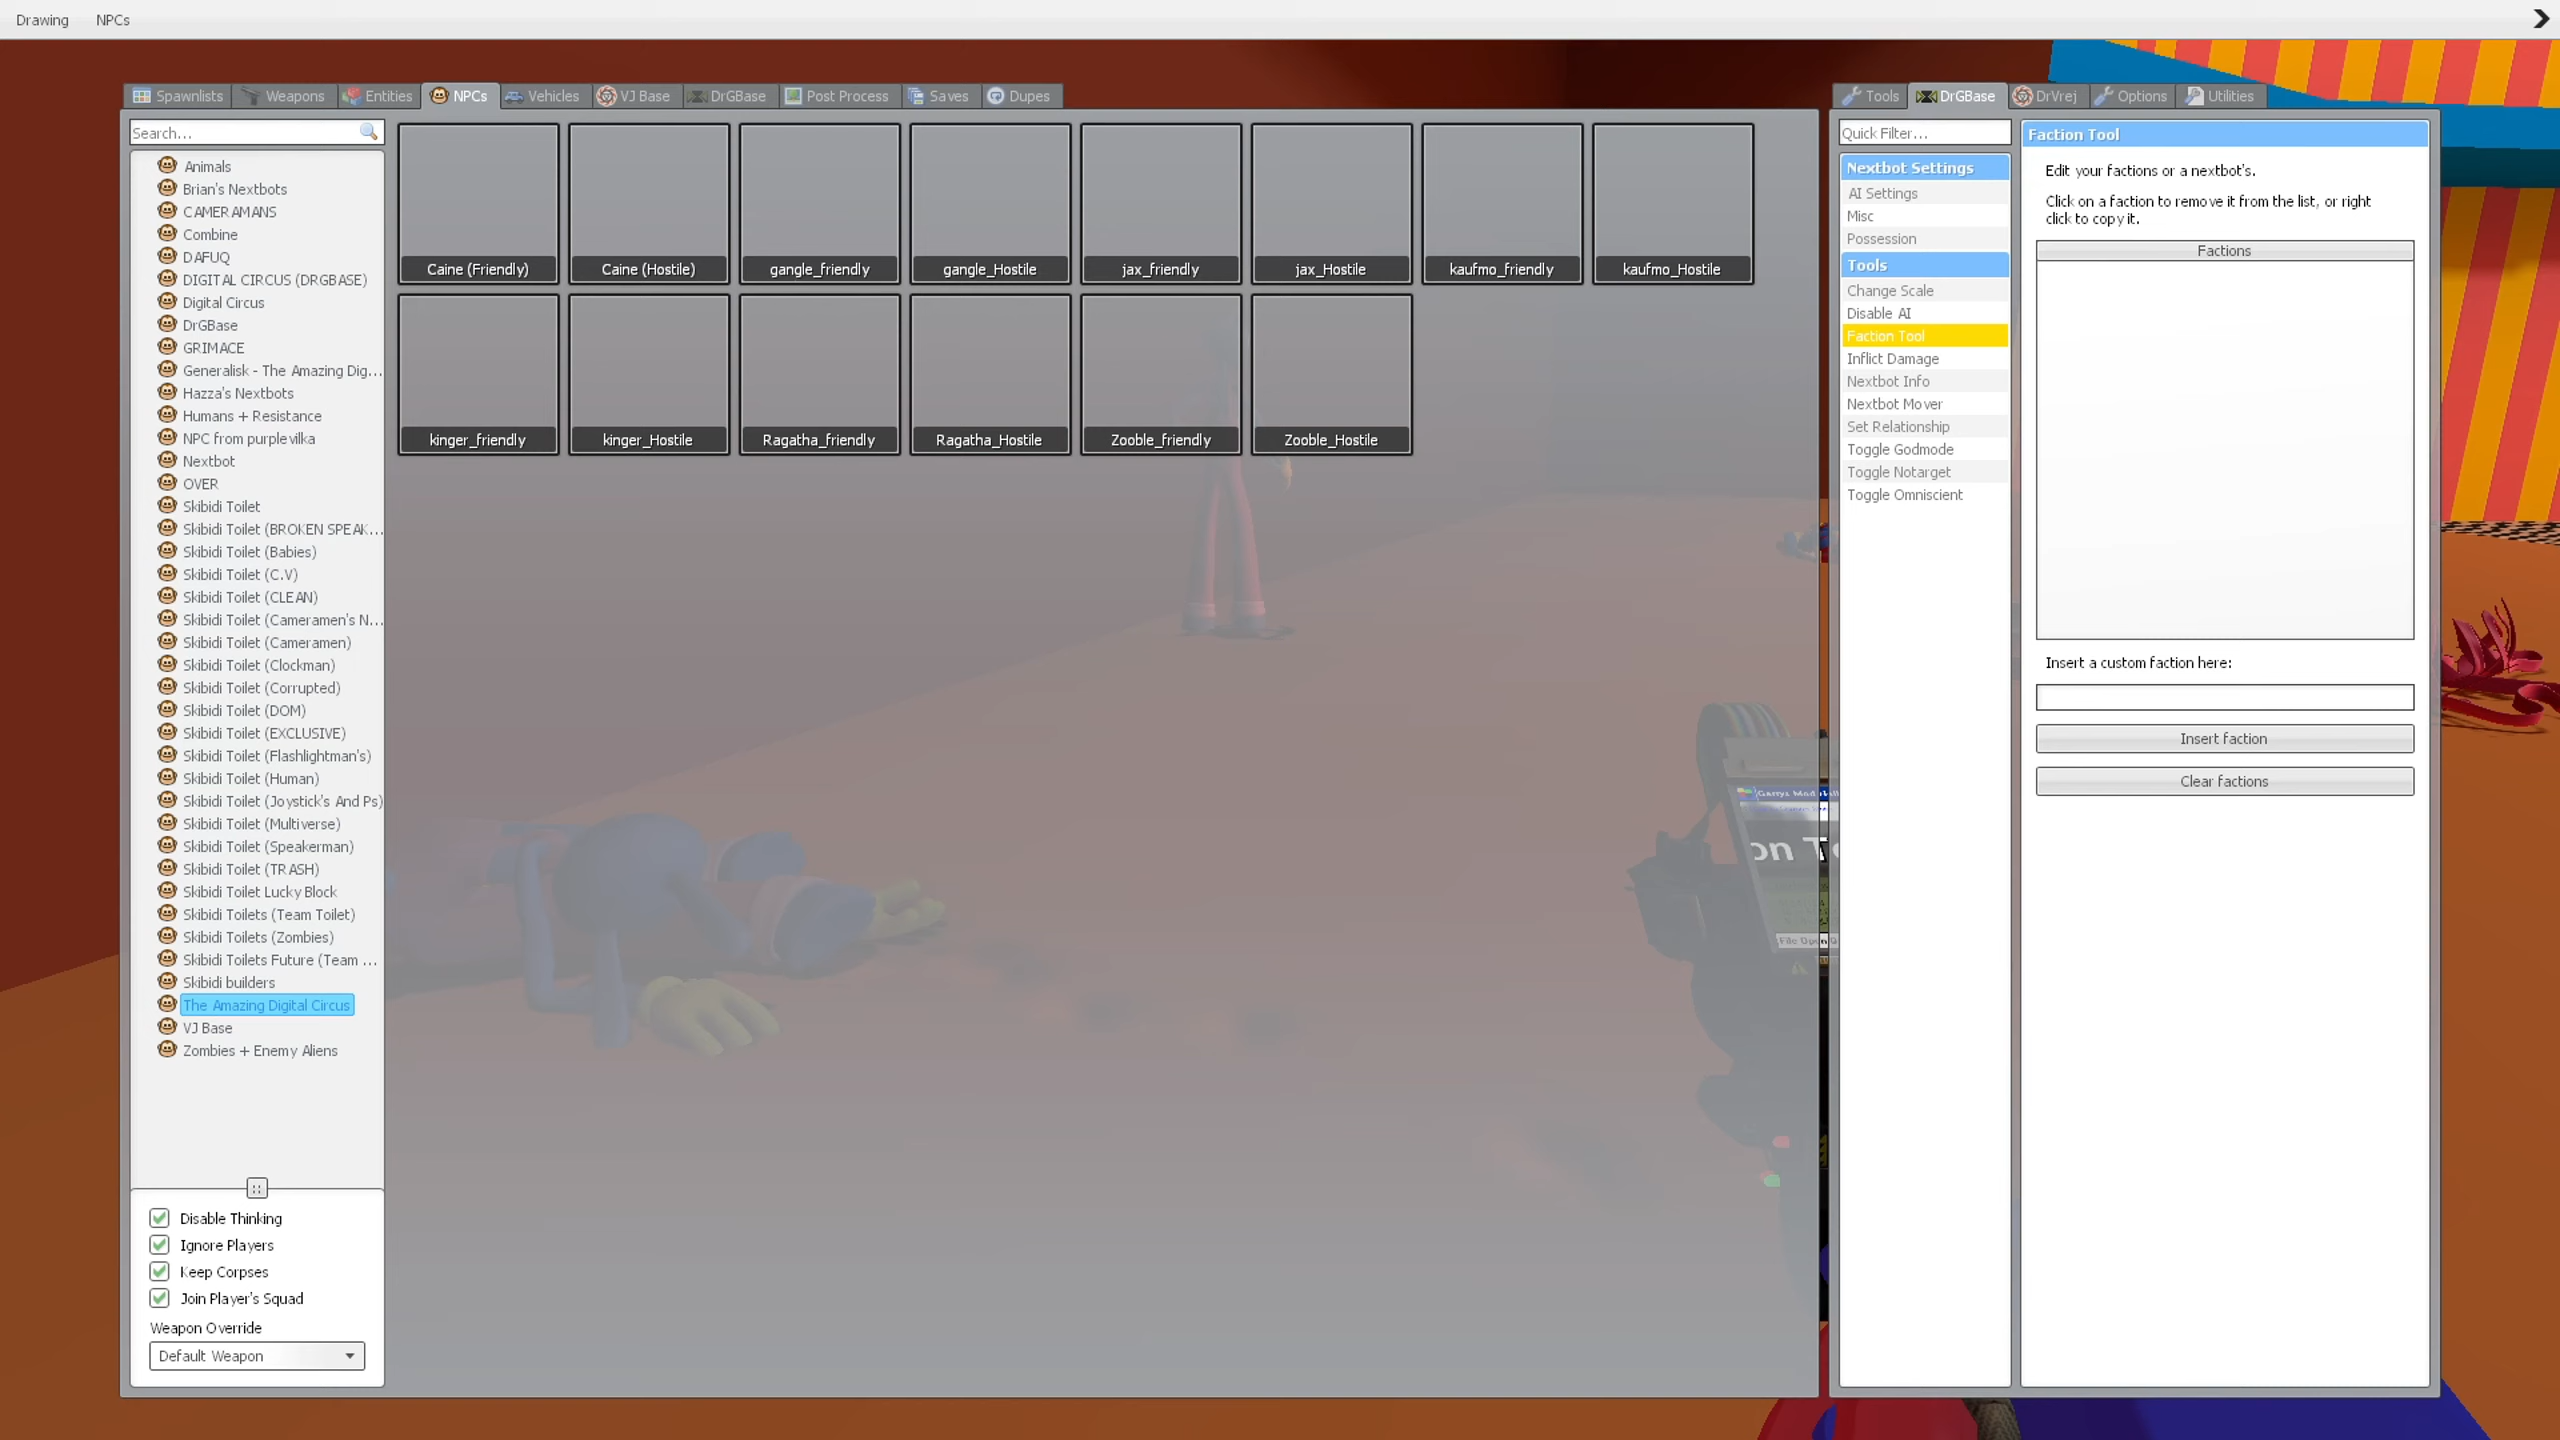 Drawing NPCs
Spawnlists Weapons Entities NPCs Vehicles VJ Base DrGBase Post Process Saves Dupes
Search...
Animals
Brian's Nextbots
CAMERAMANS
Combine
DAFUQ
DIGITAL CIRCUS (DRGBASE)
Digital Circus
DrGBase
GRIMACE
Generalisk - The Amazing Dig...
Hazza's Nextbots
Humans + Resistance
NPC from purplevilka
Nextbot
OVER
Skibidi Toilet
Skibidi Toilet (BROKEN SPEAK...
Skibidi Toilet (Babies)
Skibidi Toilet (C.V)
Skibidi Toilet (CLEAN)
Skibidi Toilet (Cameramen's N...
Skibidi Toilet (Cameramen)
Skibidi Toilet (Clockman)
Skibidi Toilet (Corrupted)
Skibidi Toilet (DOM)
Skibidi Toilet (EXCLUSIVE)
Skibidi Toilet (Flashlightman's)
Skibidi Toilet (Human)
Skibidi Toilet (Joystick's And Ps)
Skibidi Toilet (Multiverse)
Skibidi Toilet (Speakerman)
Skibidi Toilet (TRASH)
Skibidi Toilet Lucky Block
Skibidi Toilets (Team Toilet)
Skibidi Toilets (Zombies)
Skibidi Toilets Future (Team ...
Skibidi builders
The Amazing Digital Circus
VJ Base
Zombies + Enemy Aliens
Disable Thinking
Ignore Players
Keep Corpses
Join Player's Squad
Weapon Override
Default Weapon
Caine (Friendly) Caine (Hostile) gangle_friendly gangle_Hostile jax_friendly jax_Hostile kaufmo_friendly kaufmo_Hostile
kinger_friendly kinger_Hostile Ragatha_friendly Ragatha_Hostile Zooble_friendly Zooble_Hostile
Tools DrGBase DrVrej Options Utilities
Quick Filter...
Nextbot Settings
AI Settings
Misc
Possession
Tools
Change Scale
Disable AI
Faction Tool
Inflict Damage
Nextbot Info
Nextbot Mover
Set Relationship
Toggle Godmode
Toggle Notarget
Toggle Omniscient
Faction Tool
Edit your factions or a nextbot's.
Click on a faction to remove it from the list, or right
click to copy it.
Factions
Insert a custom faction here:
Insert faction
Clear factions